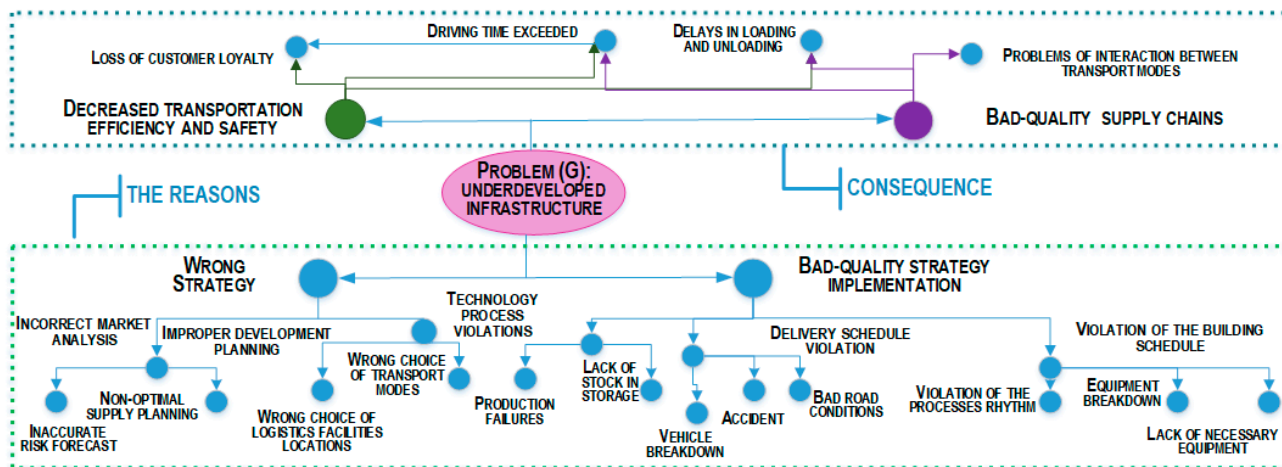 DRIVING TIME EXCEEDED
DELAYS IN LOADING
AND UNLOADING
LOSS OF CUSTOMER LOYALTY
PROBLEMS OF INTERACTION BETWEEN
TRANSPORT MODES
DECREASED TRANSPORTATION
EFFICIENCY AND SAFETY
BAD-QUALITY SUPPLY CHAINS
PROBLEM (G):
UNDERDEVELOPED
INFRASTRUCTURE
THE REASONS
CONSEQUENCE
WRONG
STRATEGY
BAD-QUALITY STRATEGY
IMPLEMENTATION
INCORRECT MARKET
ANALYSIS
IMPROPER DEVELOPMENT
PLANNING
TECHNOLOGY
PROCESS
VIOLATIONS
DELIVERY SCHEDULE
VIOLATION
VIOLATION OF THE BUILDING
SCHEDULE
NON-OPTIMAL
SUPPLY PLANNING
INACCURATE
RISK FORECAST
WRONG CHOICE
OF TRANSPORT
MODES
WRONG CHOICE OF
LOGISTICS FACILITIES
LOCATIONS
PRODUCTION
FAILURES
LACK OF
STOCK IN
STORAGE
VEHICLE
BREAKDOWN
ACCIDENT
BAD ROAD
CONDITIONS
VIOLATION OF THE
PROCESSES RHYTHM
EQUIPMENT
BREAKDOWN
LACK OF NECESSARY
EQUIPMENT